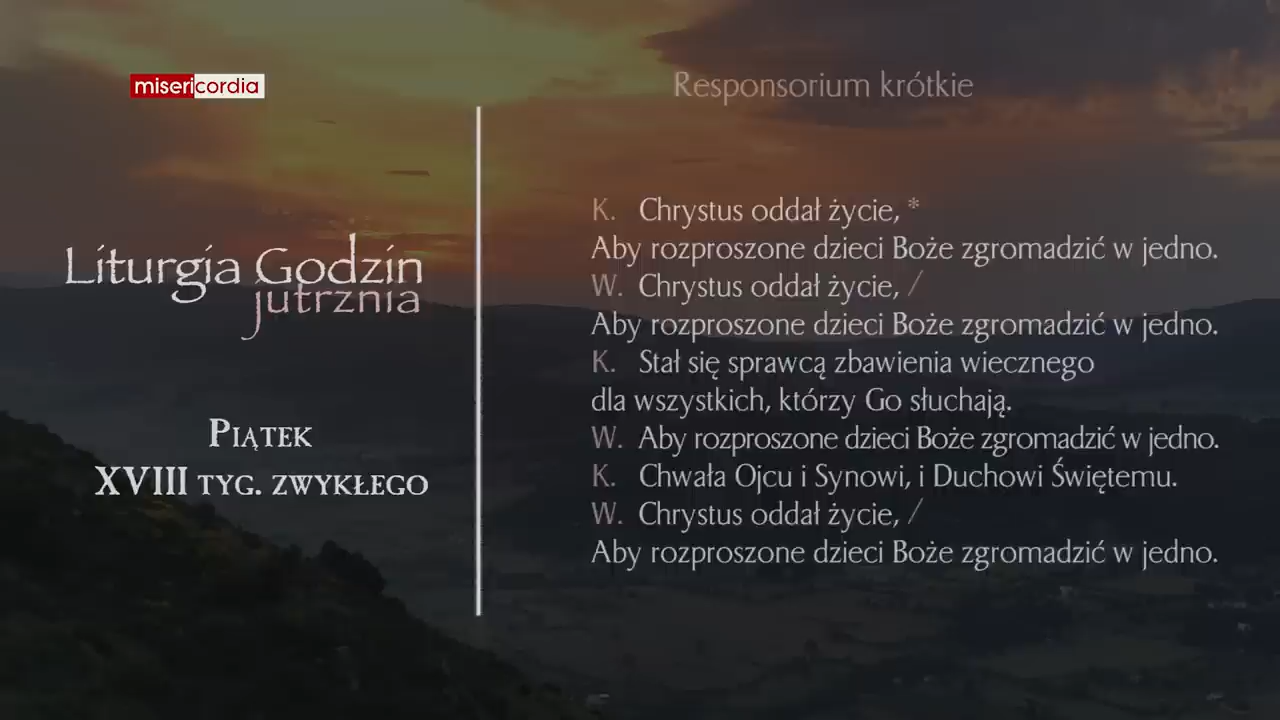 misericordia
Liturgia Godzin
jutrznia
Piątek
XVIII tyg. zwykłego
Responsorium krótkie
K. Chrystus oddał życie, *
Aby rozproszone dzieci Boże zgromadzić w jedno.
W. Chrystus oddał życie, /
Aby rozproszone dzieci Boże zgromadzić w jedno.
K. Stał się sprawcą zbawienia wiecznego
dla wszystkich, którzy Go słuchają.
W. Aby rozproszone dzieci Boże zgromadzić w jedno.
K. Chwała Ojcu i Synowi, i Duchowi Świętemu.
W. Chrystus oddał życie, /
Aby rozproszone dzieci Boże zgromadzić w jedno.